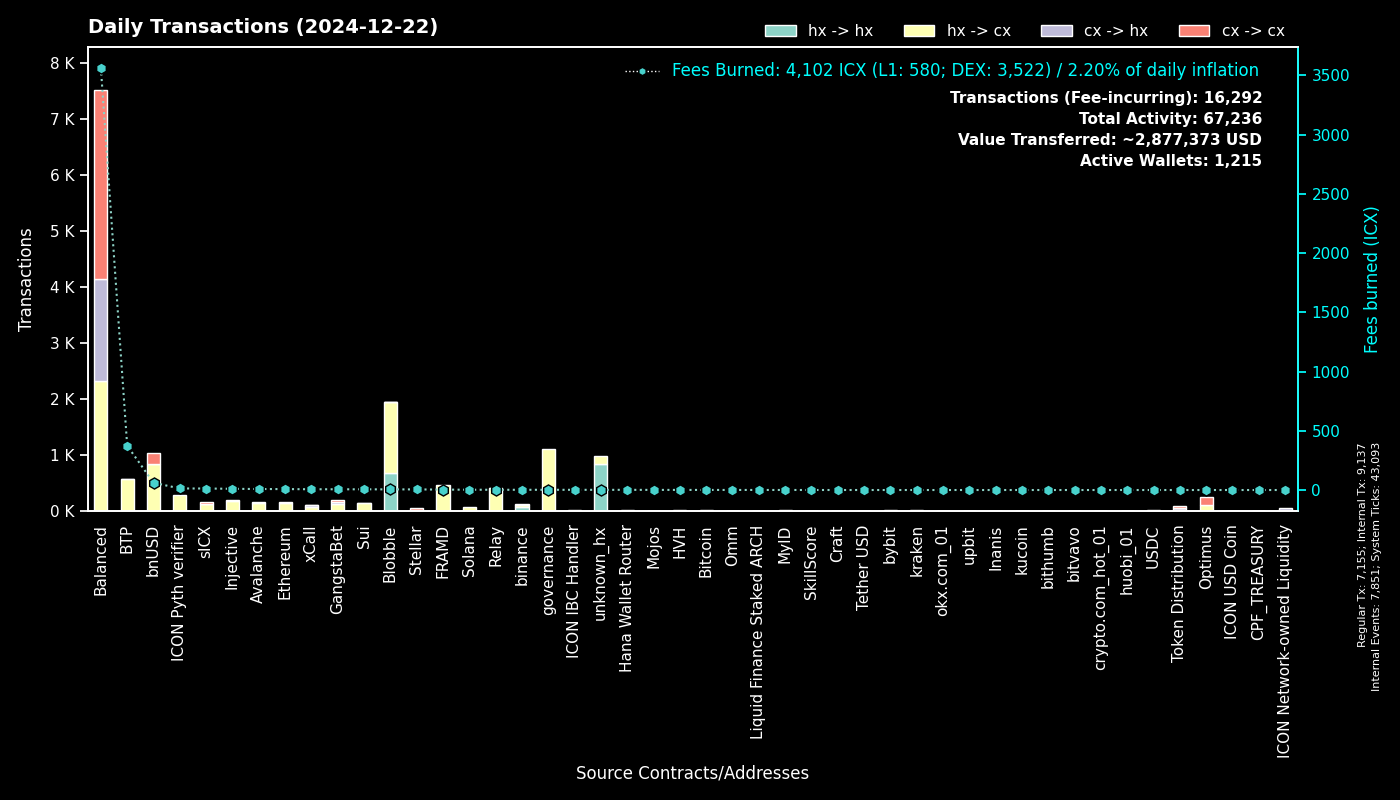 Daily Transactions (2024-12-22)
hx -> hx
hx -> cx
cx -> hx
cx -> cx
Fees Burned: 4,102 ICX (L1: 580; DEX: 3,522) / 2.20% of daily inflation
Transactions (Fee-incurring): 16,292
Total Activity: 67,236
Value Transferred: ~2,877,373 USD
Active Wallets: 1,215
Transactions
8 K
7 K
6 K
5 K
4 K
3 K
2 K
1 K
0 K
3500
3000
2500
2000
1500
1000
500
0
Fees burned (ICX)
Regular Tx: 7,155; Internal Tx: 9,137
Internal Events: 7,851; System Ticks: 43,093
Balanced
BTP
bnUSD
ICON Pyth verifier
sICX
Injective
Avalanche
Ethereum
xCall
GangstaBet
Sui
Blobble
Stellar
FRAMD
Solana
Relay
binance
governance
ICON IBC Handler
unknown_hx
Hana Wallet Router
Mojos
HVH
Bitcoin
Omm
Liquid Finance Staked ARCH
MyID
SkillScore
Craft
Tether USD
bybit
kraken
okx.com_01
upbit
Inanis
kucoin
bithumb
bitvavo
crypto.com_hot_01
huobi_01
USDC
Token Distribution
Optimus
ICON USD Coin
CPF_TREASURY
ICON Network-owned Liquidity
Source Contracts/Addresses